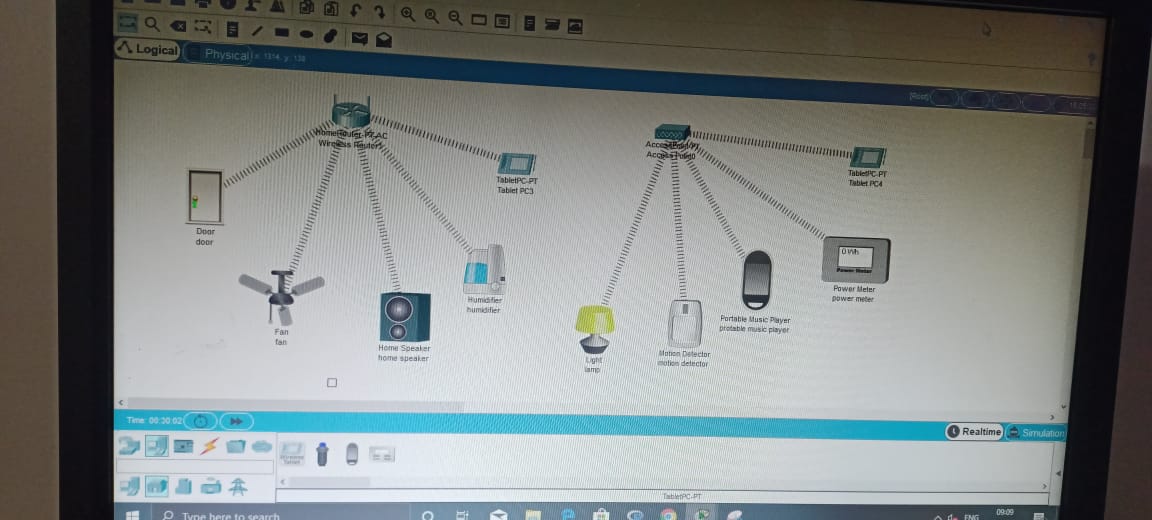 Logical
Physical x: 1314, y: 138
[Root]
HomeRouter-PT-AC
Wireless Router1
TabletPC-PT
Tablet PC3
Door
door
Fan
fan
Home Speaker
home speaker
Humidifier
humidifier
AccessPoint-PT
Access Point0
TabletPC-PT
Tablet PC4
0 Wh
Power Meter
Power Meter
power meter
Portable Music Player
protable music player
Motion Detector
motion detector
Light
lamp
Time: 00:30:02
Realtime
Simulation
Wireless
Tablet
TabletPC-PT
Type here to search
ENG
09:09